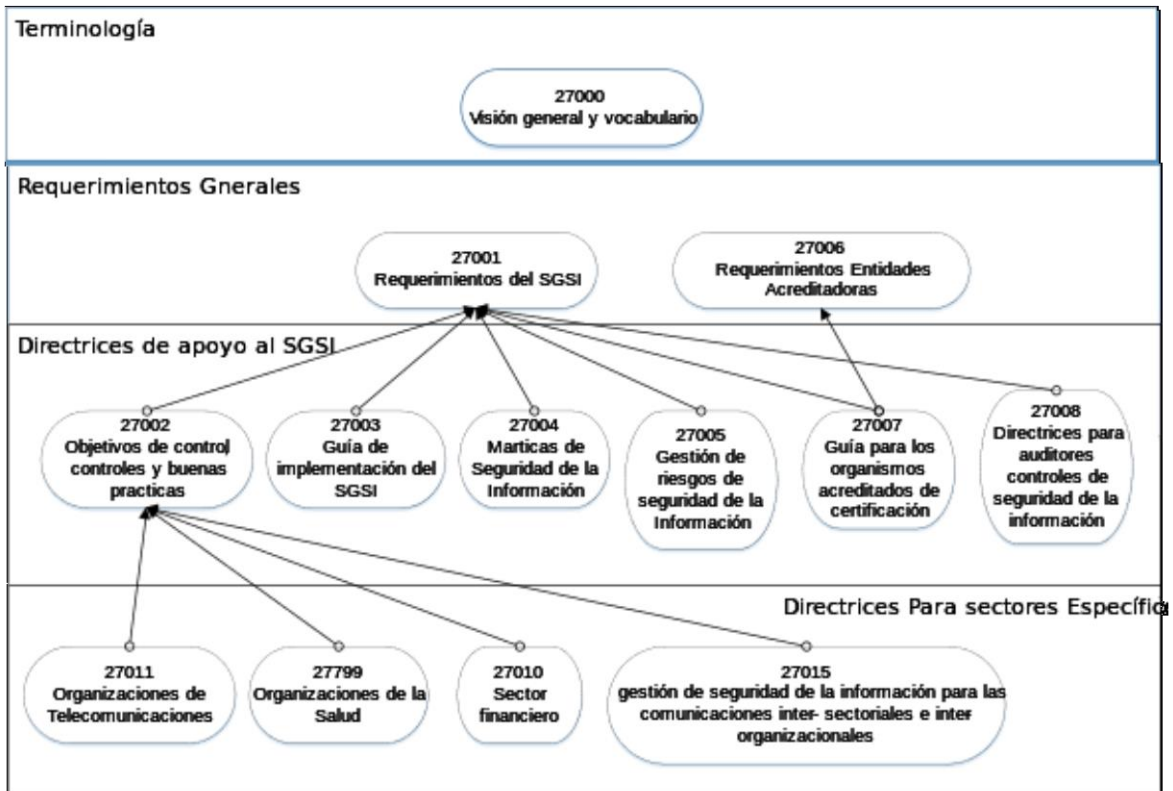 Terminología
27000
Visión general y vocabulario
Requerimientos Gnerales
27001
Requerimientos del SGSI
27006
Requerimientos Entidades
Acreditadoras
Directrices de apoyo al SGSI
27002
Objetivos de control,
controles y buenas
practicas
27003
Guía de
implementación del
SGSI
27004
Marticas de
Seguridad de la
Información
27005
Gestión de
riesgos de
seguridad de la
Información
27007
Guía para los
organismos
acreditados de
certificación
27008
Directrices para
auditores
controles de
seguridad de la
información
Directrices Para sectores Específic
27011
Organizaciones de
Telecomunicaciones
27799
Organizaciones de la
Salud
27010
Sector
financiero
27015
gestión de seguridad de la información para las
comunicaciones inter- sectoriales e inter
organizacionales